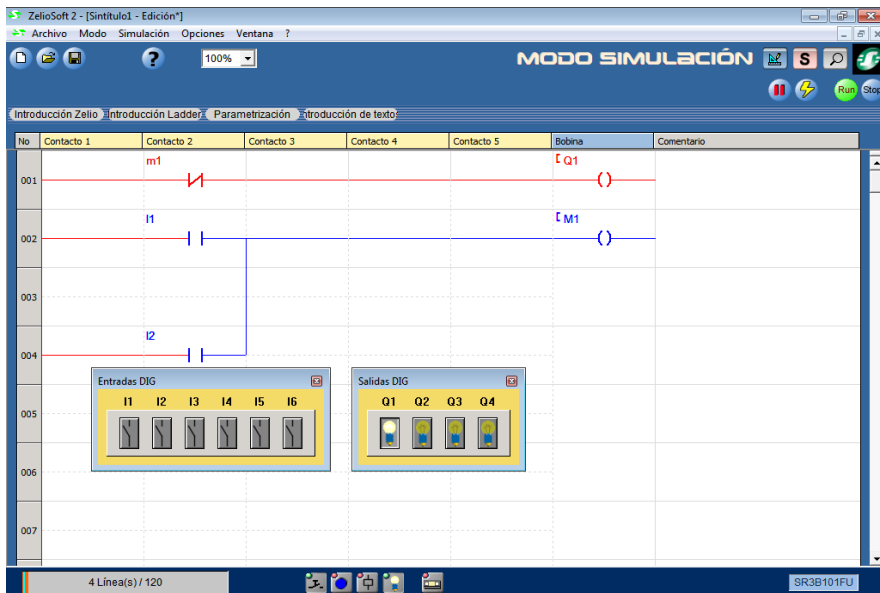 ZelioSoft 2 - [Sintítulo1 - Edición*]
Archivo Modo Simulación Opciones Ventana ?
? 100% MODO SIMULACIÓN S
Run Stop
Introducción Zelio Introducción Ladder Parametrización ntroducción de textos
No Contacto 1 Contacto 2 Contacto 3 Contacto 4 Contacto 5 Bobina Comentario
m1 [ Q1
001
I1 [ M1
002
003
I2
004
Entradas DIG Salidas DIG
I1 I2 I3 I4 I5 I6 Q1 Q2 Q3 Q4
005
006
007
4 Línea(s) / 120 SR3B101FU